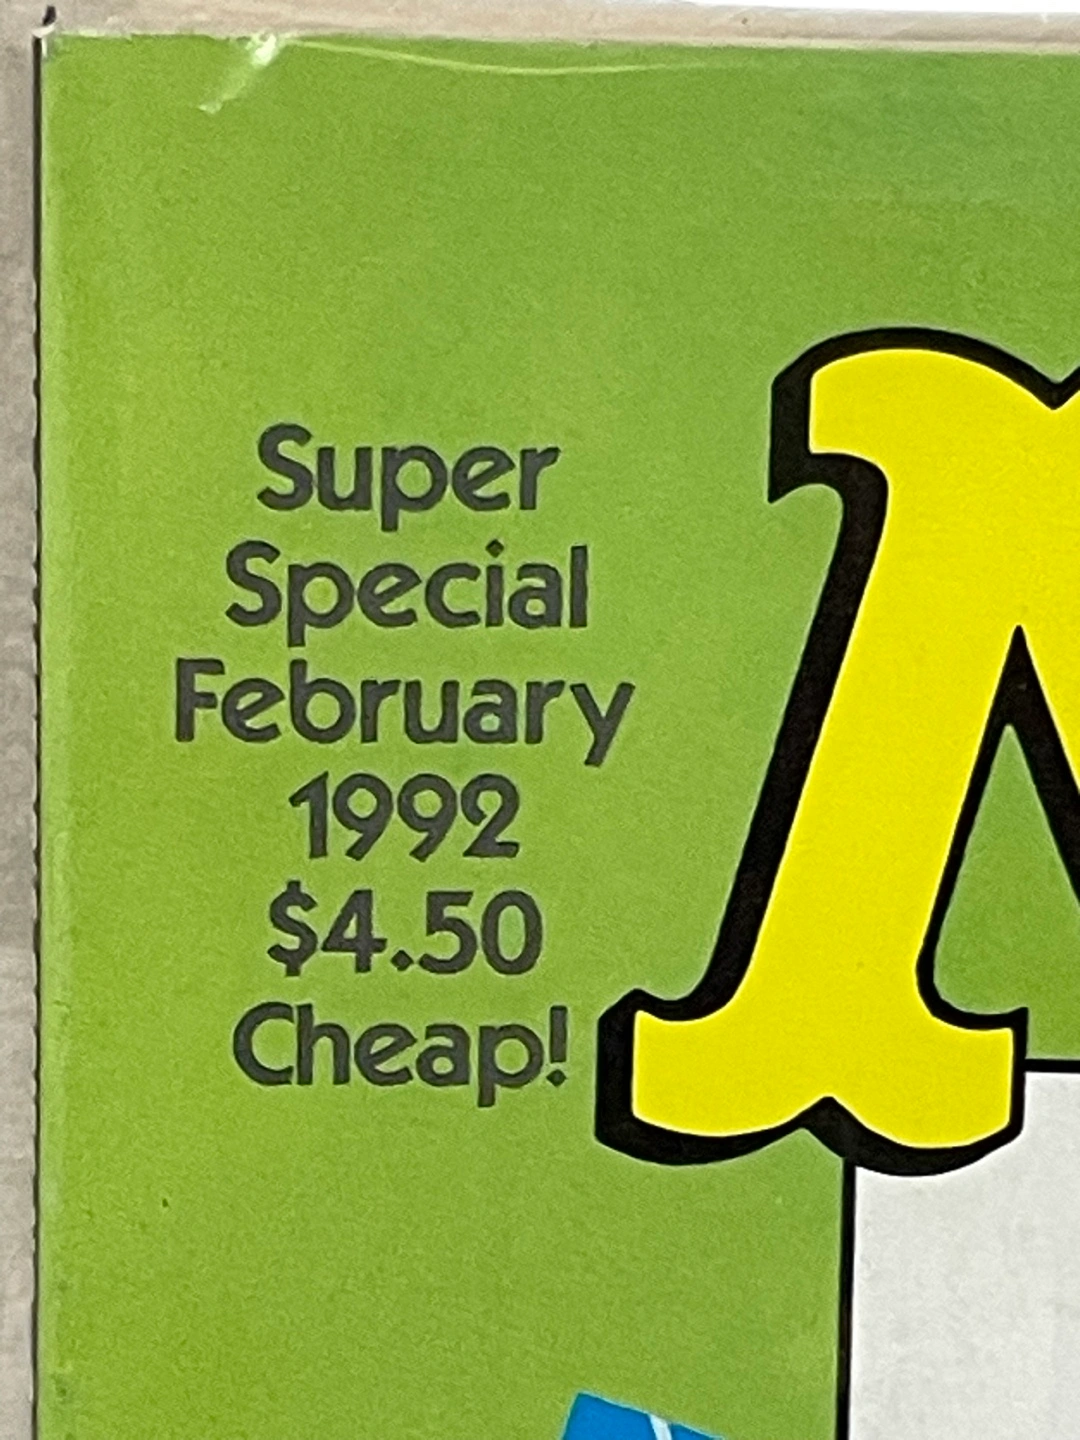 Super
Special
February
1992
$4.50
Cheap!
M